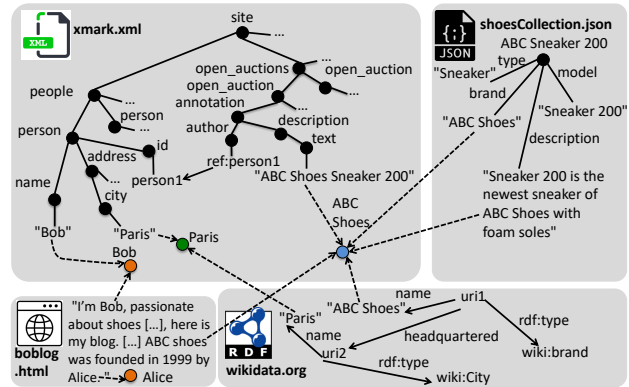 XML
xmark.xml
site
...
open_auctions
open_auction
...
open_auction
...
annotation
author
description
text
ref:person1
"ABC Shoes Sneaker 200"
people
...
person
...
person
address
id
...
name
city
person1
"Bob"
"Paris"
Bob
Paris
ABC
Shoes
{;}
JSON
shoesCollection.json
ABC Sneaker 200
type
"Sneaker"
model
brand
"Sneaker 200"
"ABC Shoes"
description
"Sneaker 200 is the
newest sneaker of
ABC Shoes with
foam soles"
boblog
.html
"I'm Bob, passionate
about shoes [...], here is
my blog. [...] ABC shoes
was founded in 1999 by
Alice."
Alice
RDF
wikidata.org
"Paris"
"ABC Shoes"
name
uri1
name
headquartered
rdf:type
uri2
rdf:type
wiki:brand
wiki:City